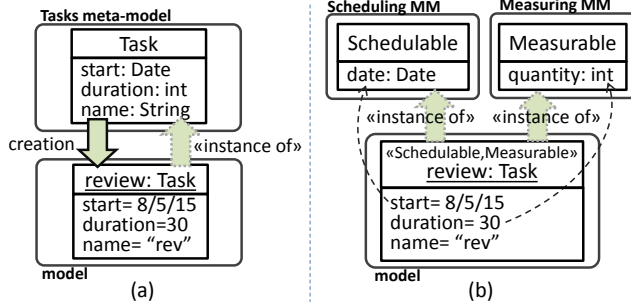 Tasks meta-model
Task
start: Date
duration: int
name: String
creation
«instance of»
review: Task
start= 8/5/15
duration=30
name= “rev”
model
(a)
Scheduling MM
Measuring MM
Schedulable
Measurable
date: Date
quantity: int
«instance of»
«instance of»
«Schedulable,Measurable»
review: Task
start= 8/5/15
duration= 30
name= “rev”
model
(b)